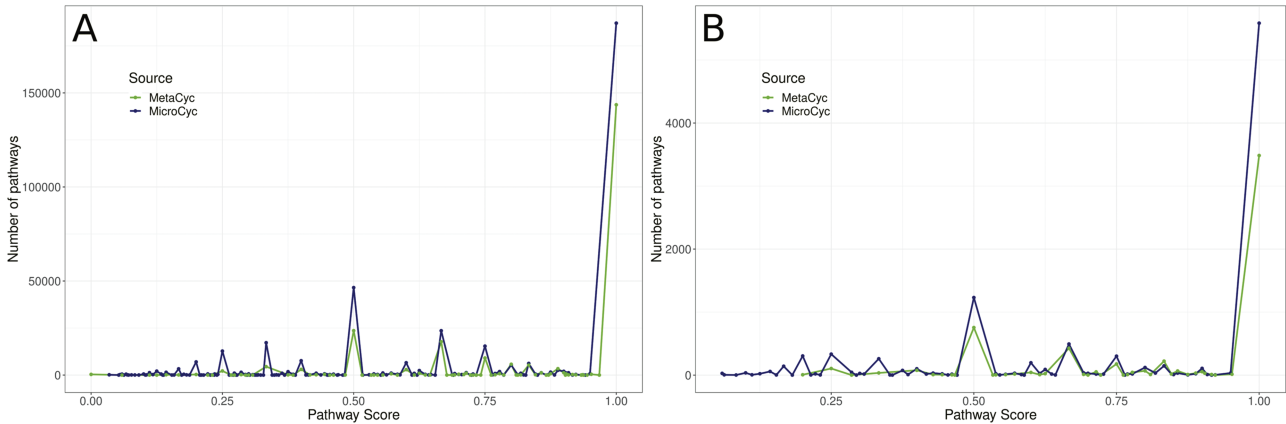 A
Source
MetaCyc
MicroCyc
Number of pathways
150000
100000
50000
0
0.00
0.25
0.50
0.75
1.00
Pathway Score
B
Source
MetaCyc
MicroCyc
Number of pathways
4000
2000
0
0.25
0.50
0.75
1.00
Pathway Score